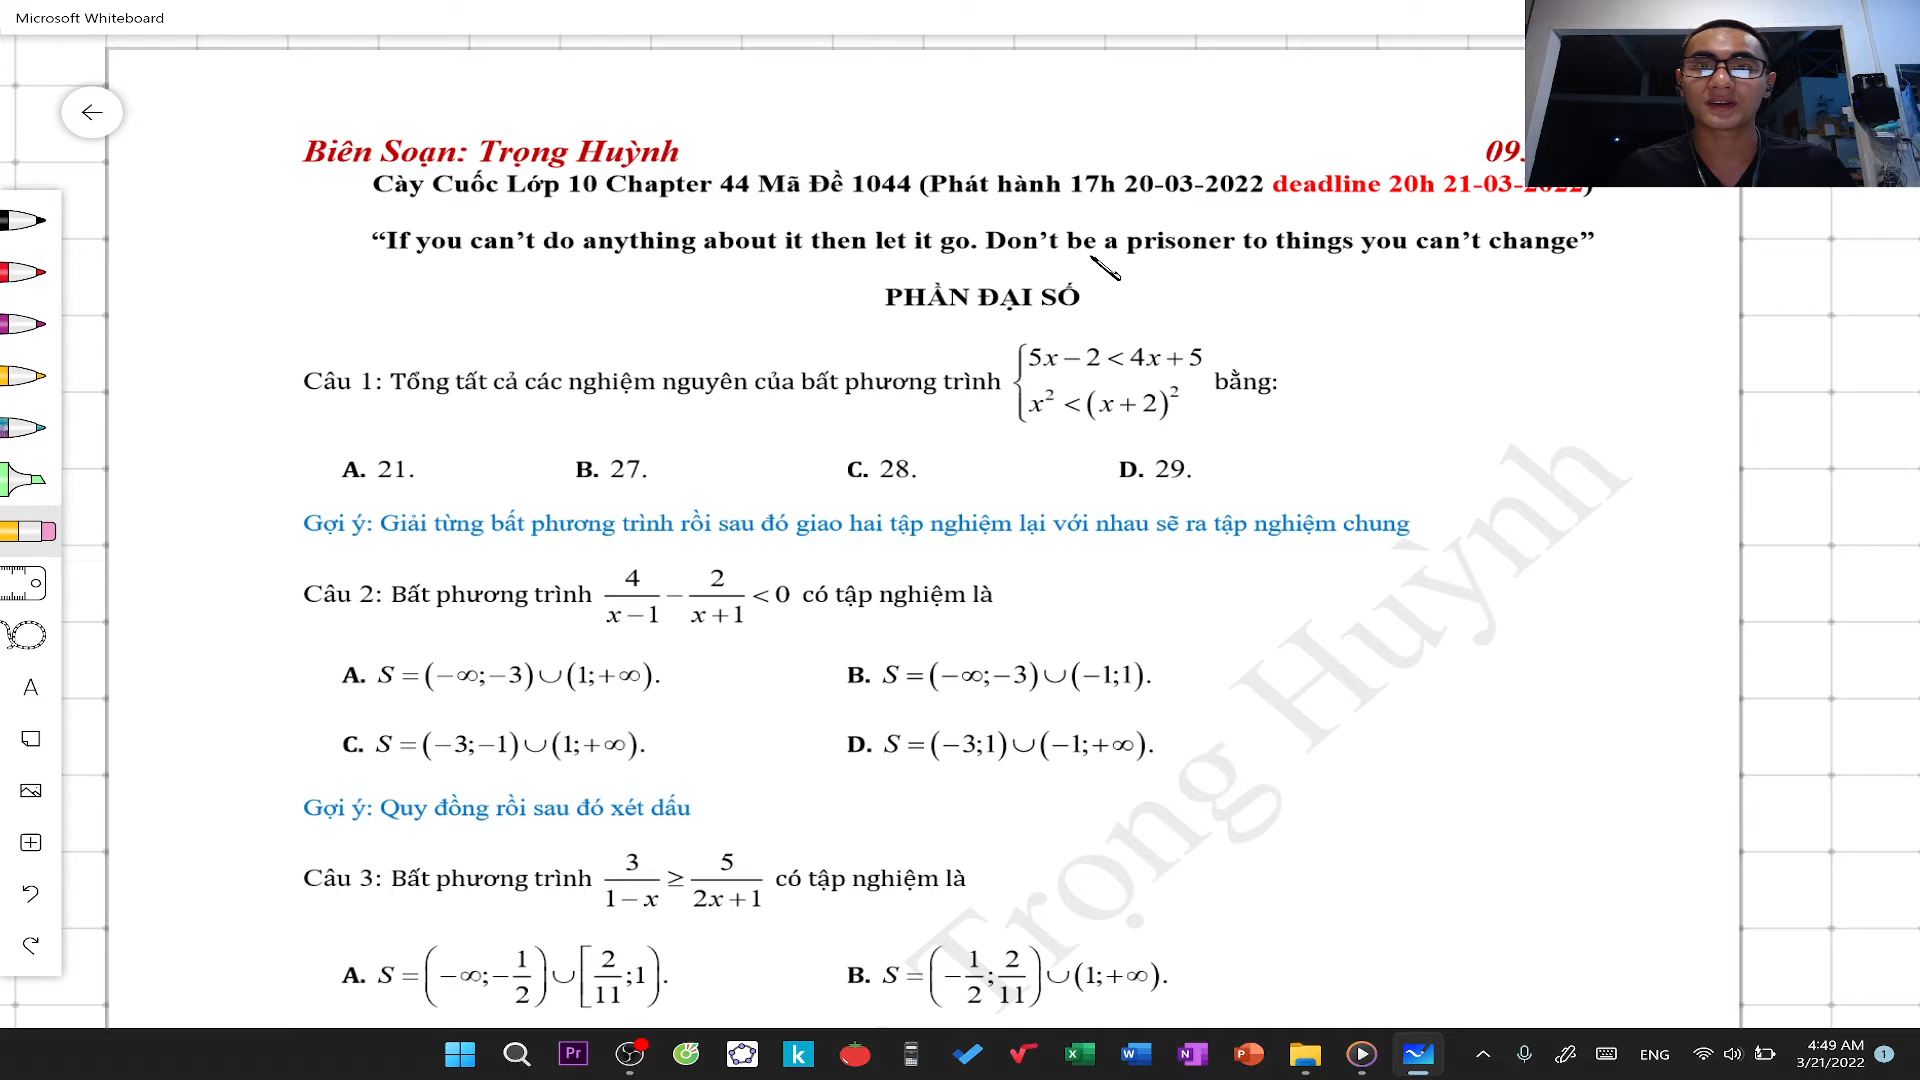 Microsoft Whiteboard
Biên Soạn: Trọng Huỳnh
09
Cày Cuốc Lớp 10 Chapter 44 Mã Đề 1044 (Phát hành 17h 20-03-2022 deadline 20h 21-03-2022)
“If you can’t do anything about it then let it go. Don’t be a prisoner to things you can’t change”
PHẦN ĐẠI SỐ
Câu 1: Tổng tất cả các nghiệm nguyên của bất phương trình { 5x − 2 < 4x + 5 ; x² < (x + 2)² bằng:
A. 21. B. 27. C. 28. D. 29.
Gợi ý: Giải từng bất phương trình rồi sau đó giao hai tập nghiệm lại với nhau sẽ ra tập nghiệm chung
Câu 2: Bất phương trình 4/(x − 1) − 2/(x + 1) < 0 có tập nghiệm là
A. S = (−∞; −3) ∪ (1; +∞). B. S = (−∞; −3) ∪ (−1; 1).
C. S = (−3; −1) ∪ (1; +∞). D. S = (−3; 1) ∪ (−1; +∞).
Gợi ý: Quy đồng rồi sau đó xét dấu
Câu 3: Bất phương trình 3/(1 − x) ≥ 5/(2x + 1) có tập nghiệm là
A. S = (−∞; −1/2) ∪ [2/11; 1). B. S = (−1/2; 2/11) ∪ (1; +∞).
Trọng Huỳnh
A
Pr
k
ENG
4:49 AM
3/21/2022
1